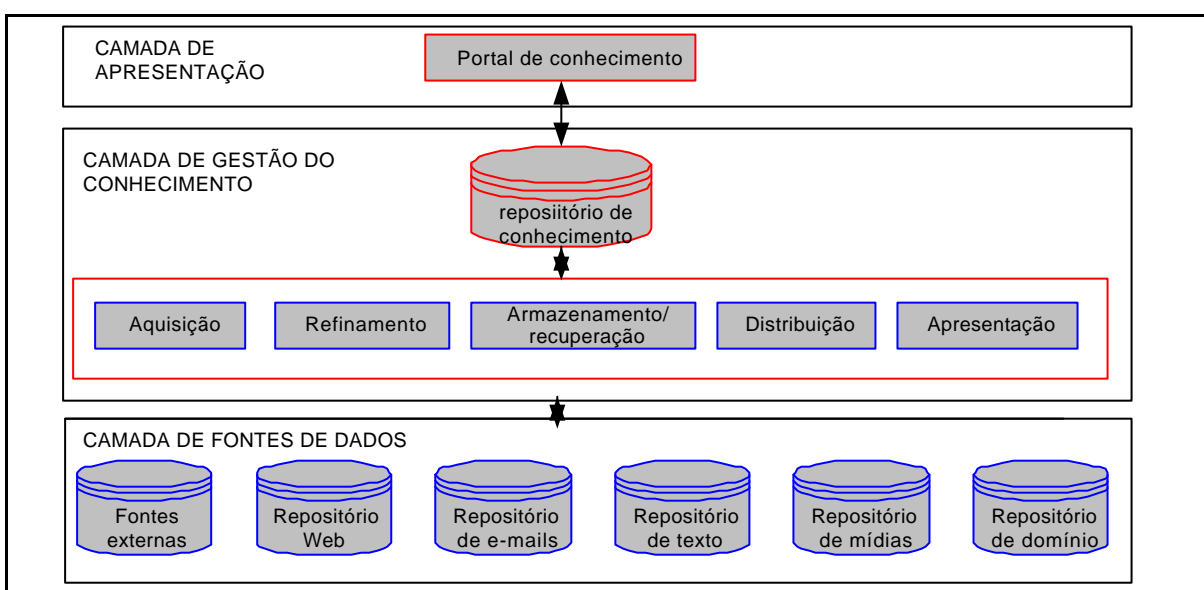 CAMADA DE
APRESENTAÇÃO
Portal de conhecimento
CAMADA DE GESTÃO DO
CONHECIMENTO
reposiitório de
conhecimento
Aquisição
Refinamento
Armazenamento/
recuperação
Distribuição
Apresentação
CAMADA DE FONTES DE DADOS
Fontes
externas
Repositório
Web
Repositório
de e-mails
Repositório
de texto
Repositório
de mídias
Repositório
de domínio